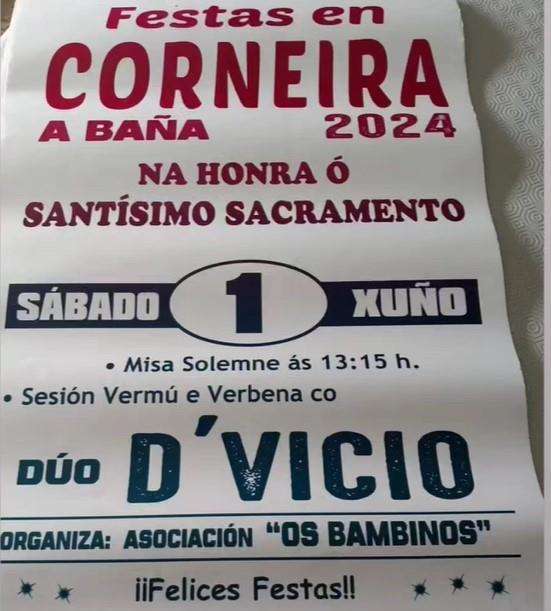 Festas en
CORNEIRA
A BAÑA 2024
NA HONRA Ó
SANTÍSIMO SACRAMENTO
SÁBADO 1 XUÑO
• Misa Solemne ás 13:15 h.
• Sesión Vermú e Verbena co
DÚO D´VICIO
ORGANIZA: ASOCIACIÓN “OS BAMBINOS”
¡¡Felices Festas!!